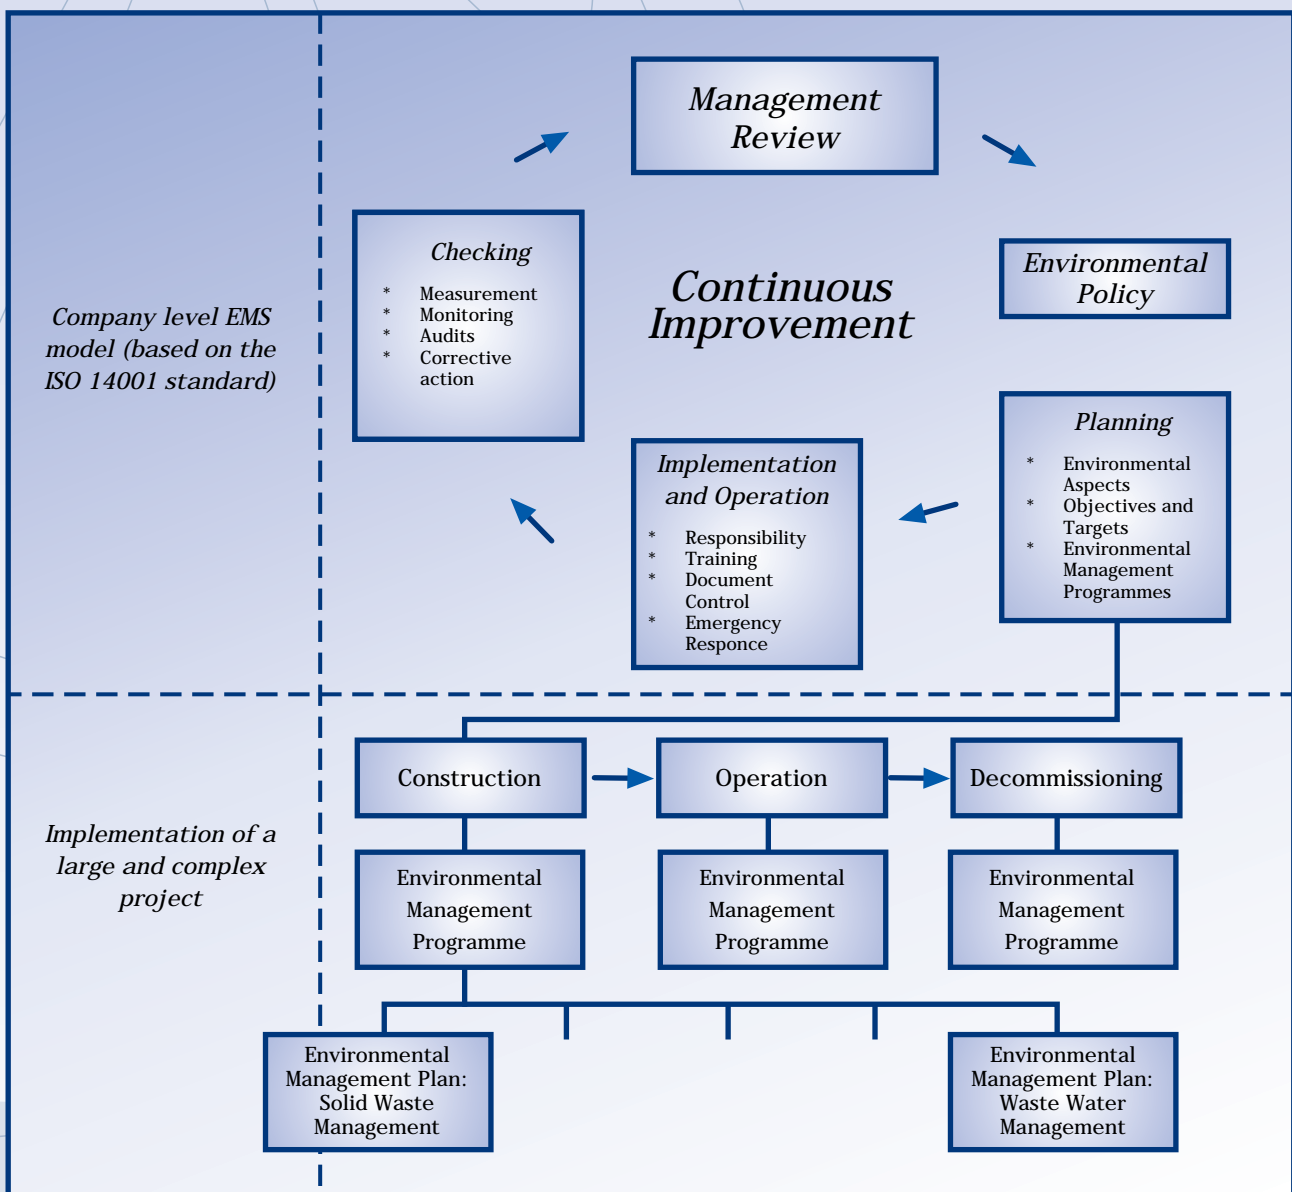 Management
Review
Checking
* Measurement
* Monitoring
* Audits
* Corrective
action
Continuous
Improvement
Environmental
Policy
Company level EMS
model (based on the
ISO 14001 standard)
Planning
* Environmental
Aspects
* Objectives and
Targets
* Environmental
Management
Programmes
Implementation
and Operation
* Responsibility
* Training
* Document
Control
* Emergency
Responce
Implementation of a
large and complex
project
Construction
Operation
Decommissioning
Environmental
Management
Programme
Environmental
Management
Programme
Environmental
Management
Programme
Environmental
Management Plan:
Solid Waste
Management
Environmental
Management Plan:
Waste Water
Management